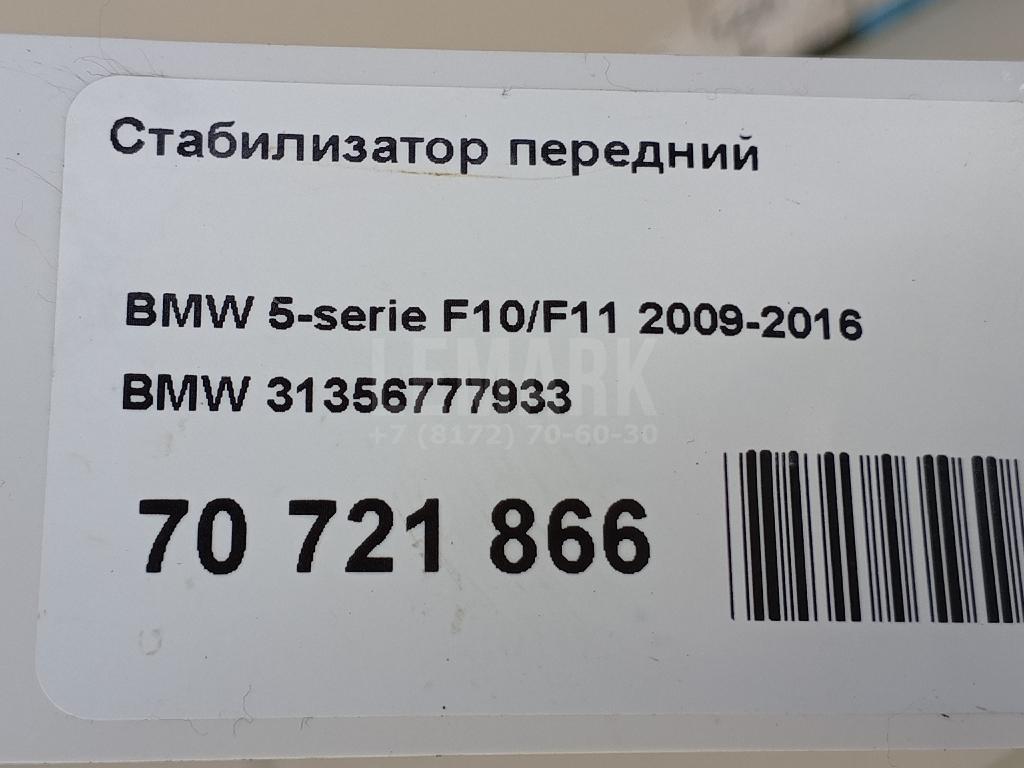 Стабилизатор передний
BMW 5-serie F10/F11 2009-2016
LEMARK
BMW 31356777933
+7 (8172) 70-60-30
70 721 866